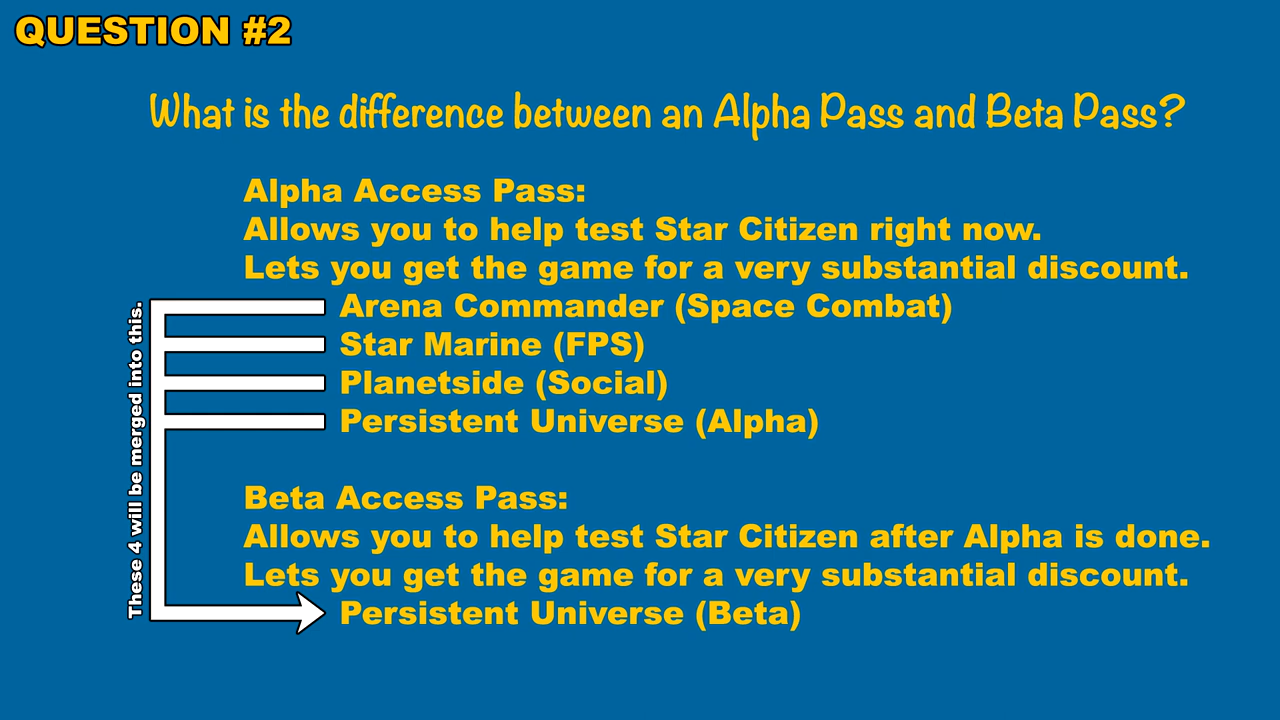 QUESTION #2
What is the difference between an Alpha Pass and Beta Pass?
Alpha Access Pass:
Allows you to help test Star Citizen right now.
Lets you get the game for a very substantial discount.
Arena Commander (Space Combat)
Star Marine (FPS)
Planetside (Social)
Persistent Universe (Alpha)
These 4 will be merged into this.
Beta Access Pass:
Allows you to help test Star Citizen after Alpha is done.
Lets you get the game for a very substantial discount.
Persistent Universe (Beta)